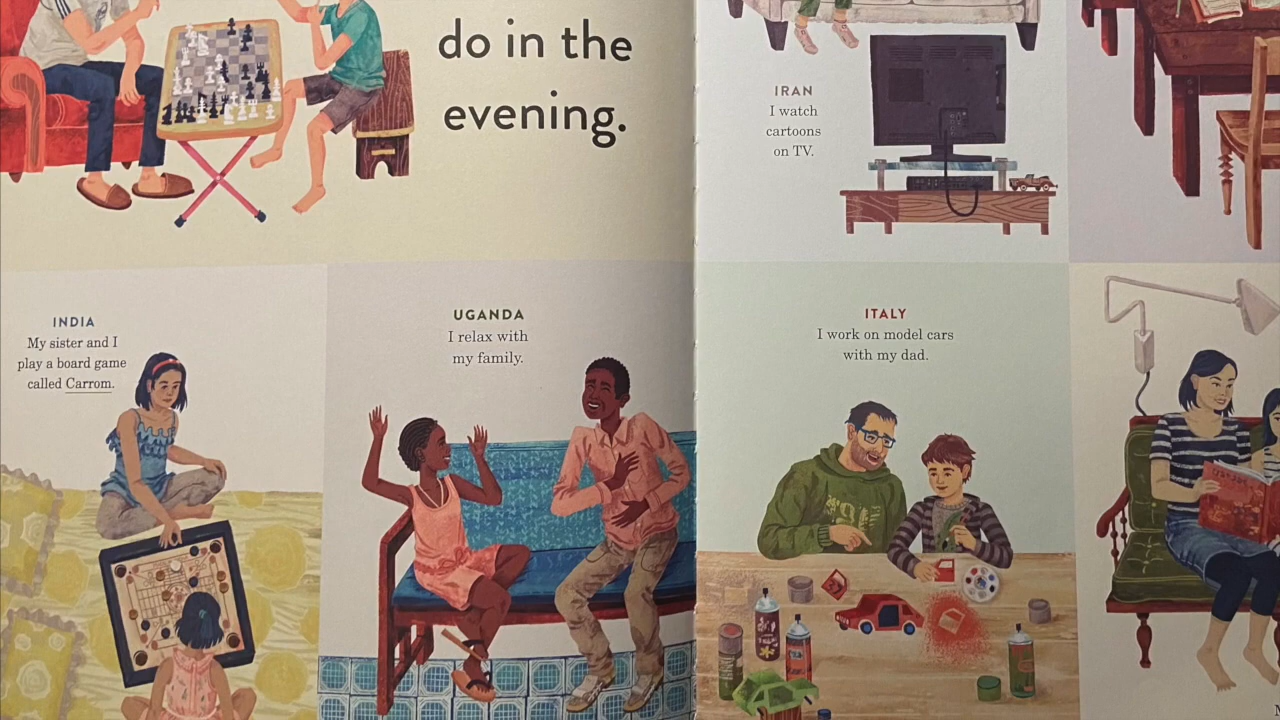 do in the
evening.
INDIA
My sister and I
play a board game
called Carrom.
UGANDA
I relax with
my family.
IRAN
I watch
cartoons
on TV.
ITALY
I work on model cars
with my dad.